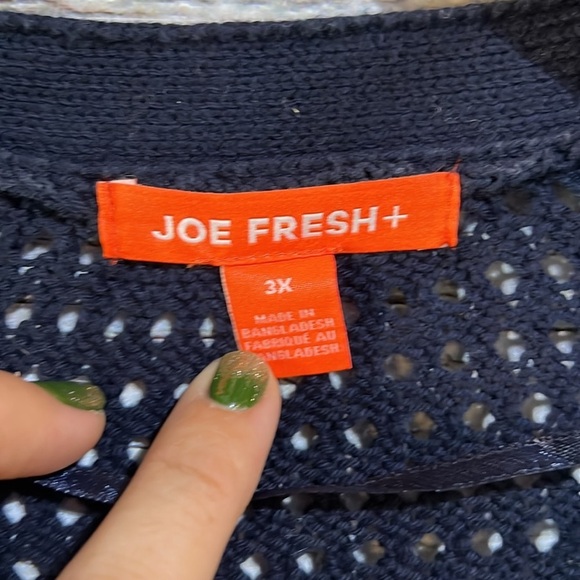 JOE FRESH+
3X
MADE IN
BANGLADESH
FABRIQUÉ AU
BANGLADESH